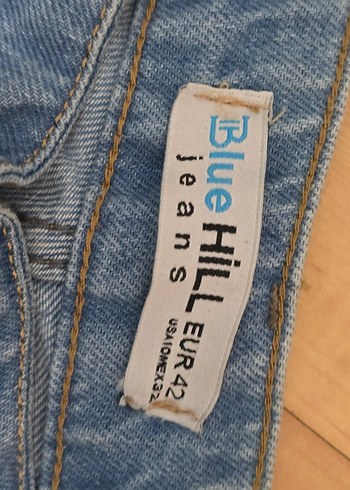 Blue HILL EUR 42
jeans USA10MEX32